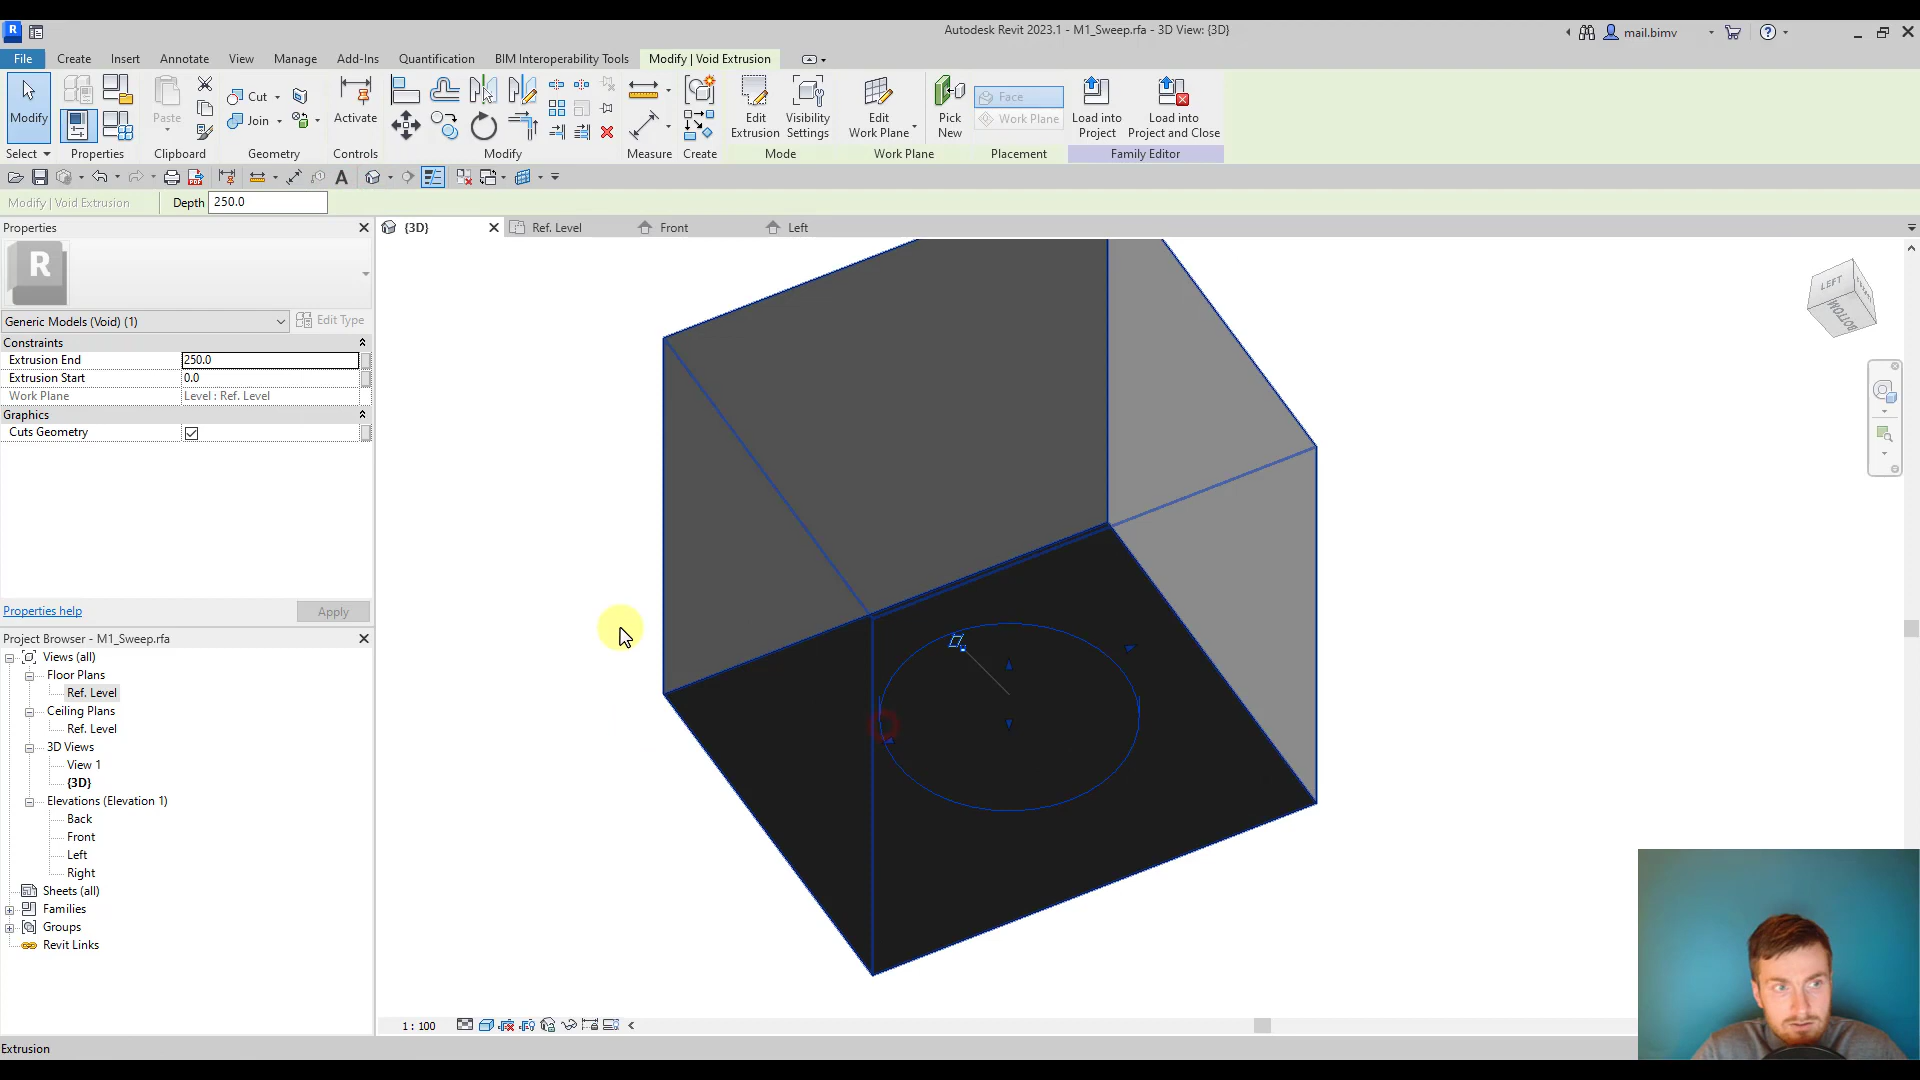 R
Autodesk Revit 2023.1 - M1_Sweep.rfa - 3D View: {3D}
mail.bimv
File
Create
Insert
Annotate
View
Manage
Add-Ins
Quantification
BIM Interoperability Tools
Modify | Void Extrusion
Modify
Paste
Cut
Join
Activate
Edit
Extrusion
Visibility
Settings
Edit
Work Plane
Pick
New
Face
Work Plane
Load into
Project
Load into
Project and Close
Select
Properties
Clipboard
Geometry
Controls
Modify
Measure
Create
Mode
Work Plane
Placement
Family Editor
A
Modify | Void Extrusion
Depth
250.0
Properties
R
Generic Models (Void) (1)
Edit Type
Constraints
Extrusion End
250.0
Extrusion Start
0.0
Work Plane
Level : Ref. Level
Graphics
Cuts Geometry
Properties help
Apply
Project Browser - M1_Sweep.rfa
Views (all)
Floor Plans
Ref. Level
Ceiling Plans
Ref. Level
3D Views
View 1
{3D}
Elevations (Elevation 1)
Back
Front
Left
Right
Sheets (all)
Families
Groups
Revit Links
{3D}
Ref. Level
Front
Left
LEFT
BOTTOM
1 : 100
Extrusion